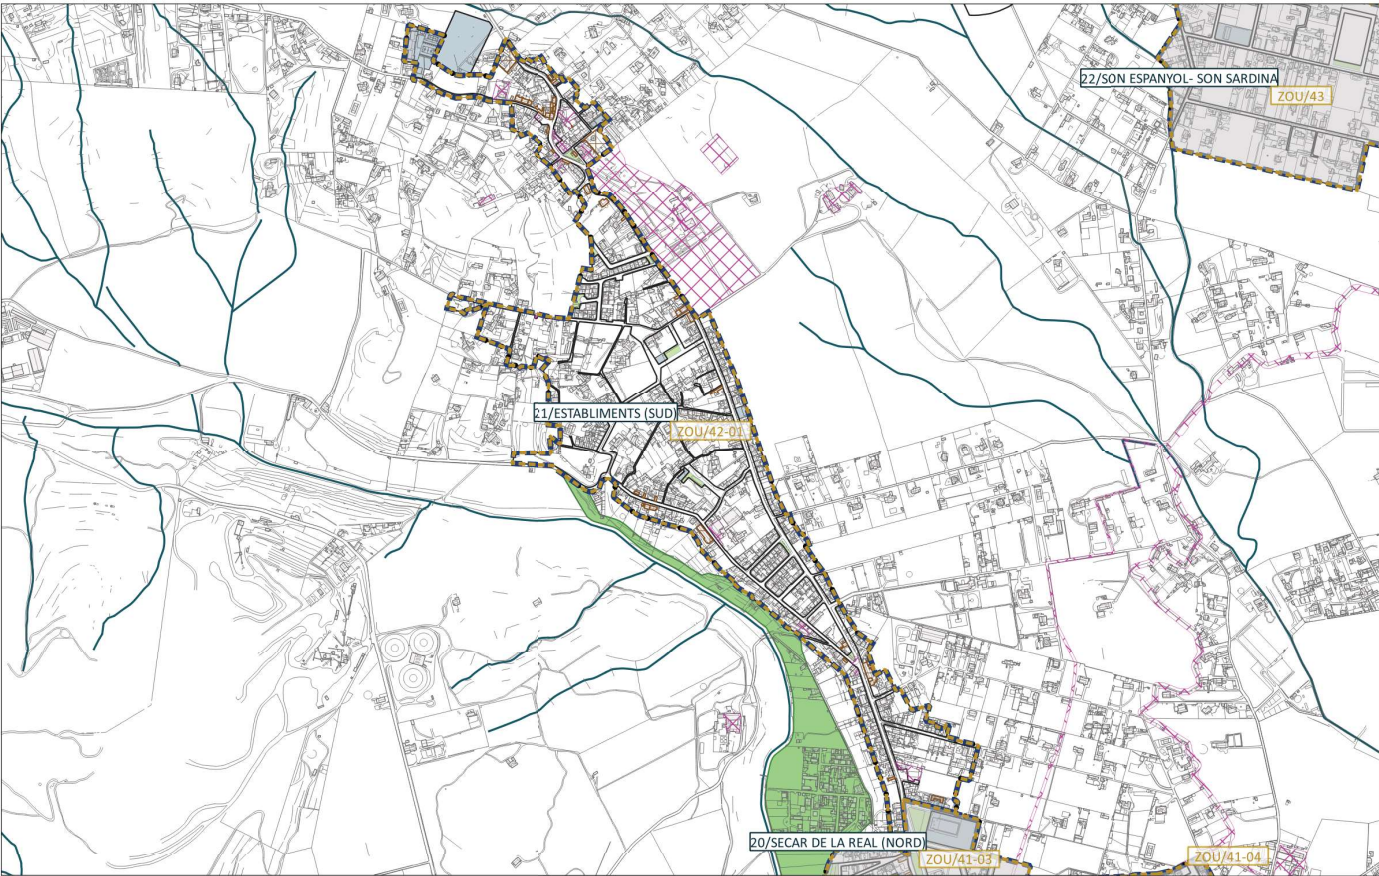 22/SON ESPANYOL- SON SARDINA
ZOU/43
21/ESTABLIMENTS (SUD)
ZOU/42-01
20/SECAR DE LA REAL (NORD)
ZOU/41-03
ZOU/41-04